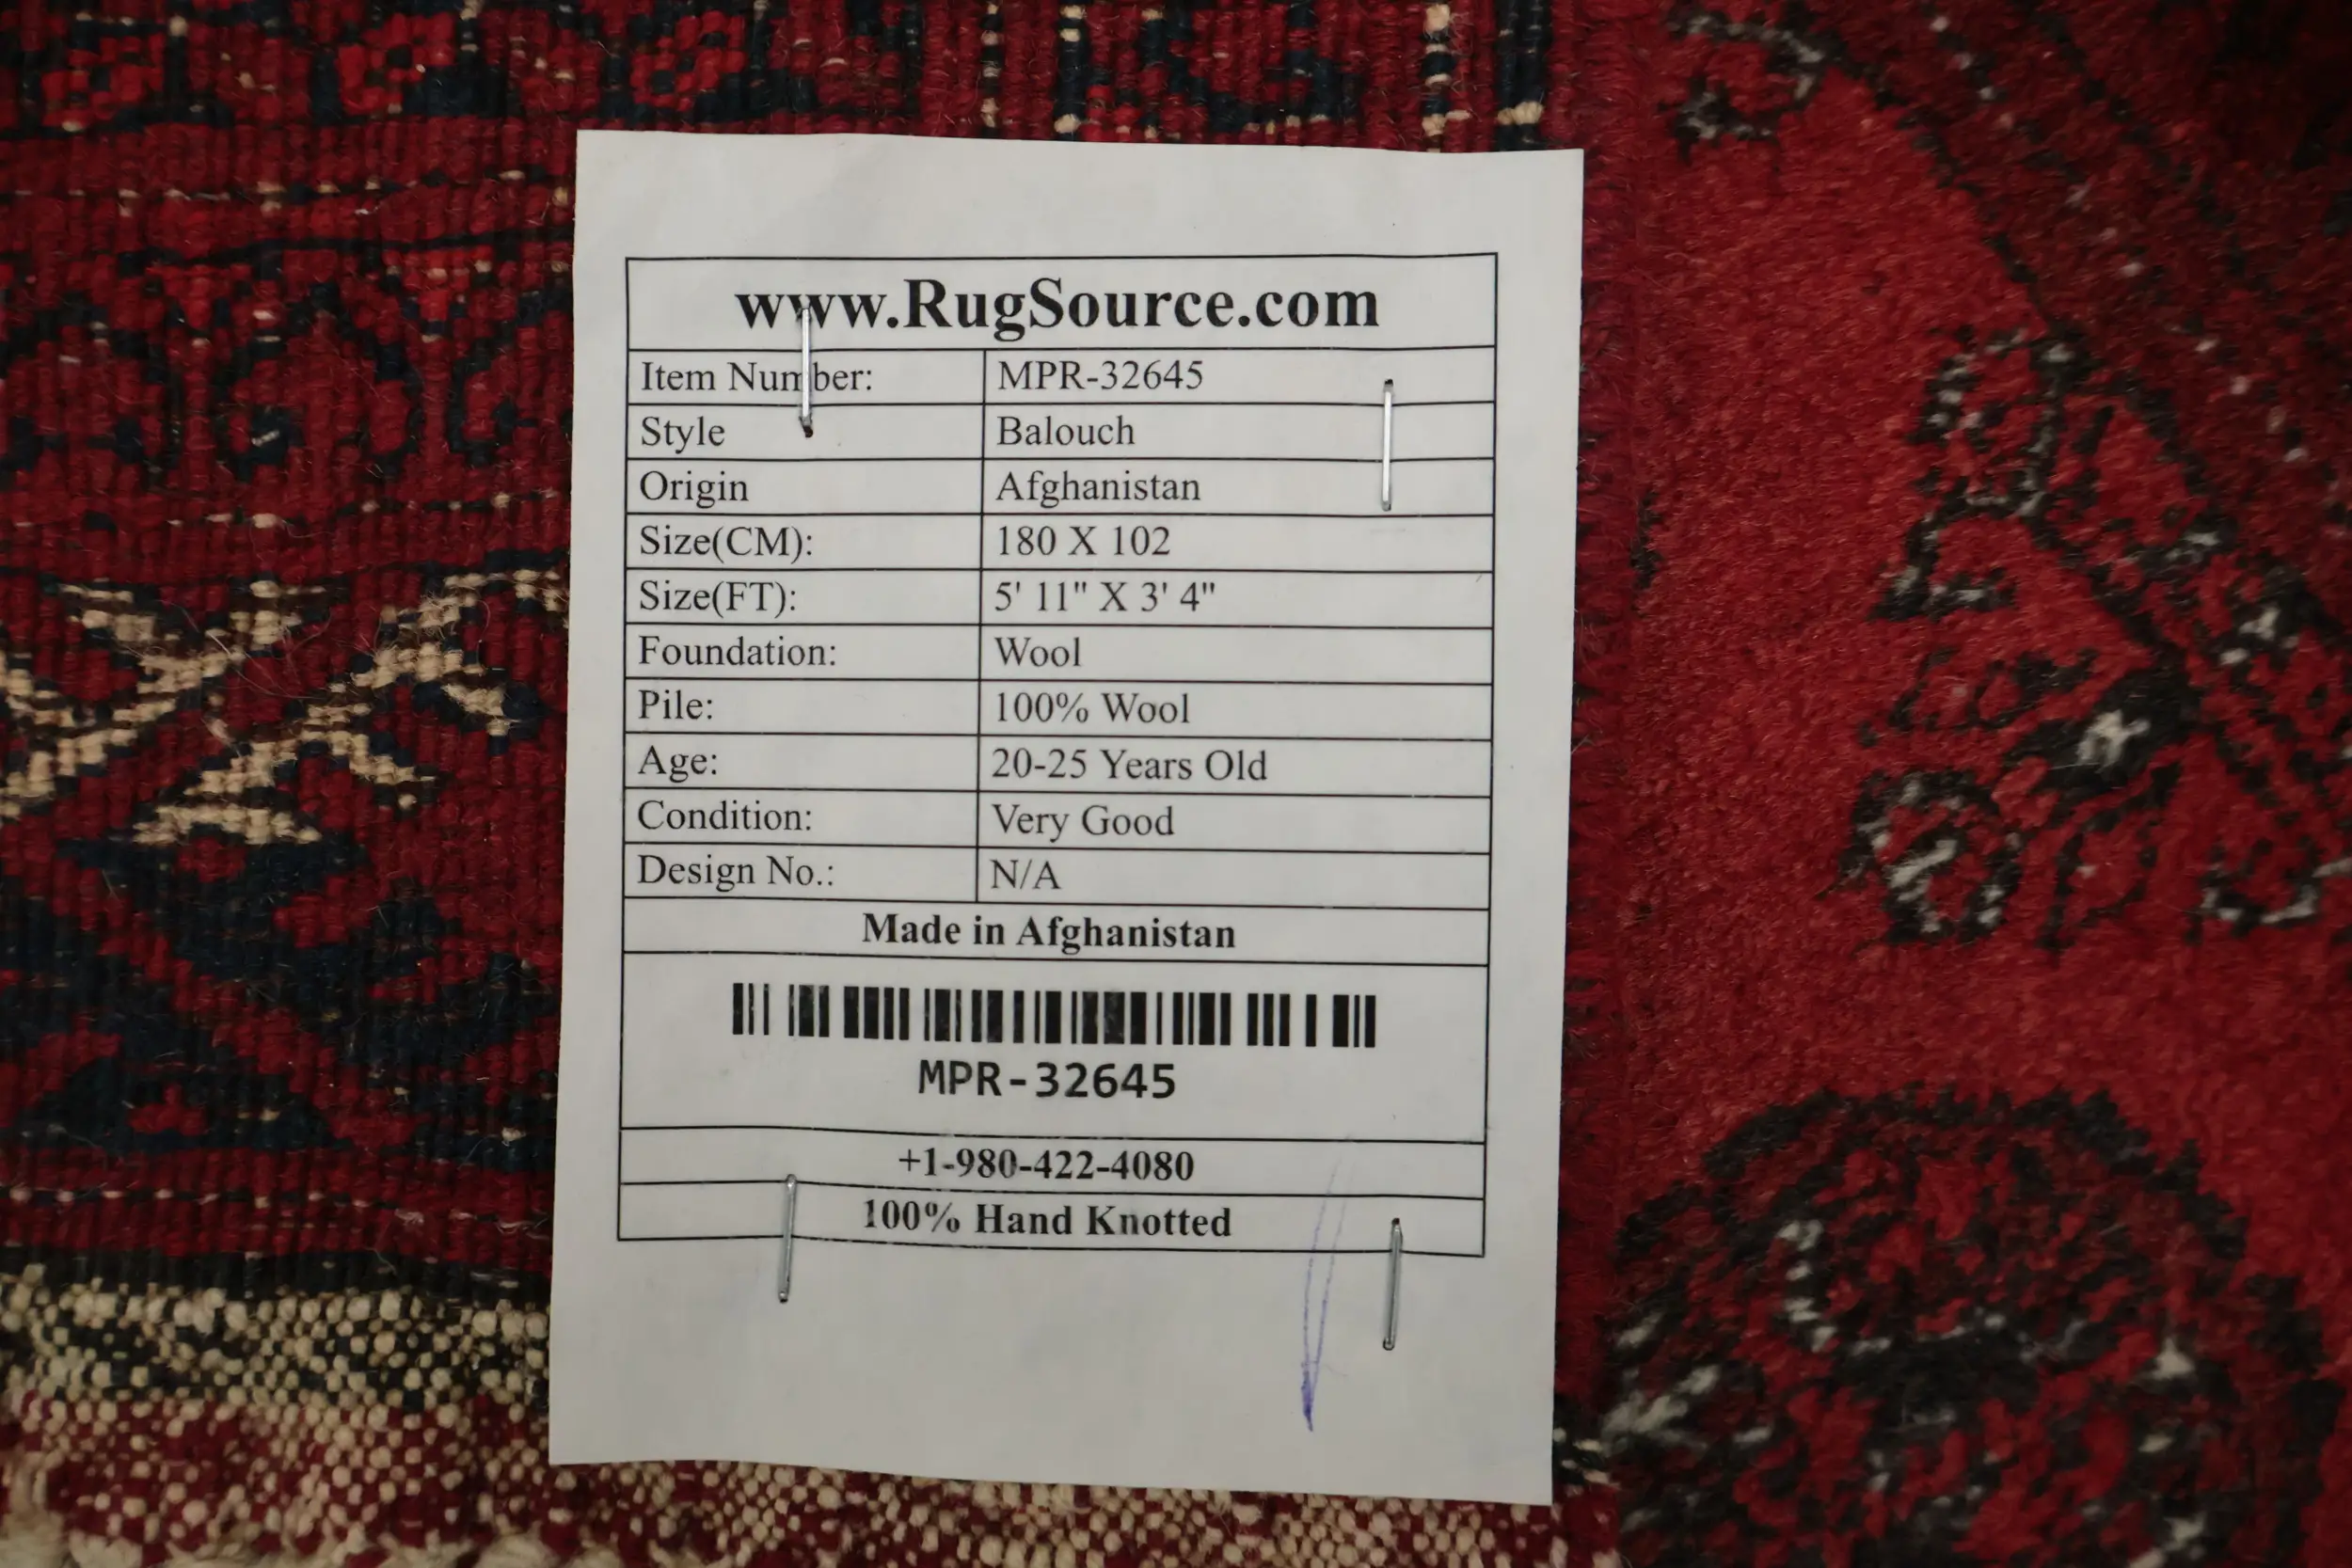 www.RugSource.com
Item Number: MPR-32645
Style Balouch
Origin Afghanistan
Size(CM): 180 X 102
Size(FT): 5' 11" X 3' 4"
Foundation: Wool
Pile: 100% Wool
Age: 20-25 Years Old
Condition: Very Good
Design No.: N/A
Made in Afghanistan
MPR-32645
+1-980-422-4080
100% Hand Knotted